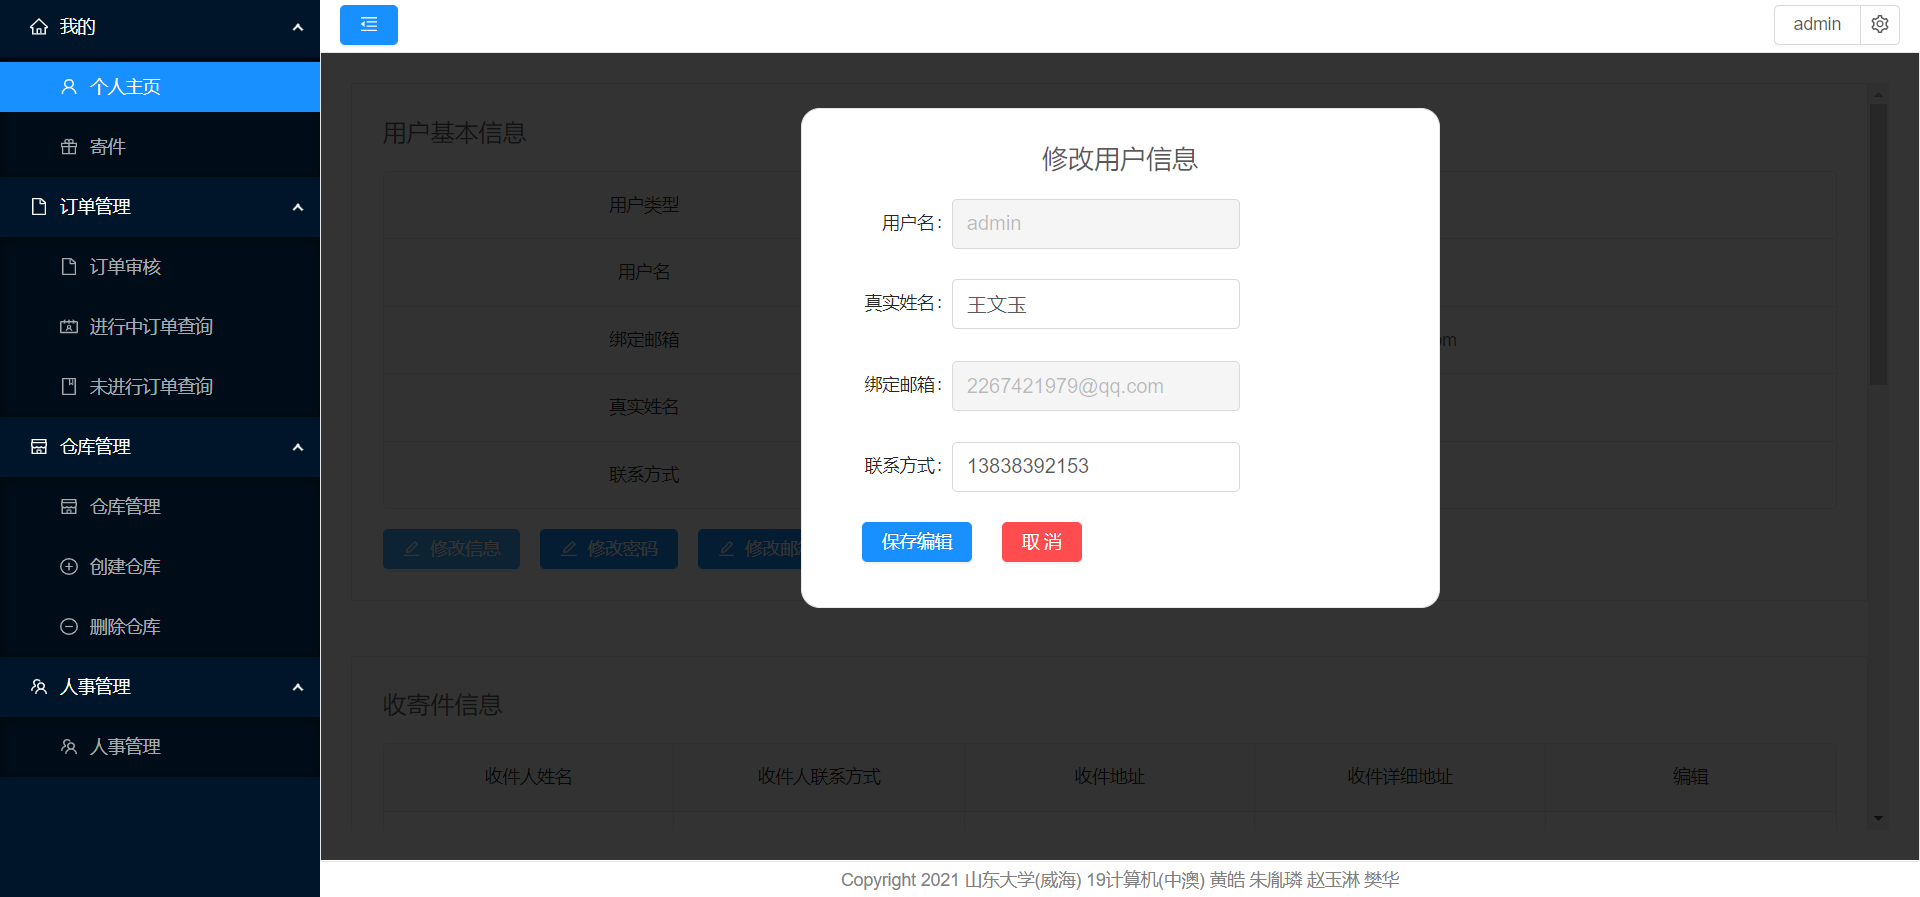 我的
个人主页
寄件
订单管理
订单审核
进行中订单查询
未进行订单查询
仓库管理
仓库管理
创建仓库
删除仓库
人事管理
人事管理
admin
用户基本信息
用户类型
用户名
绑定邮箱
om
真实姓名
联系方式
修改信息
修改密码
修改邮
修改用户信息
用户名:
admin
真实姓名:
王文玉
绑定邮箱:
2267421979@qq.com
联系方式:
13838392153
保存编辑
取 消
收寄件信息
收件人姓名
收件人联系方式
收件地址
收件详细地址
编辑
Copyright 2021 山东大学(威海) 19计算机(中澳) 黄皓 朱胤璘 赵玉淋 樊华